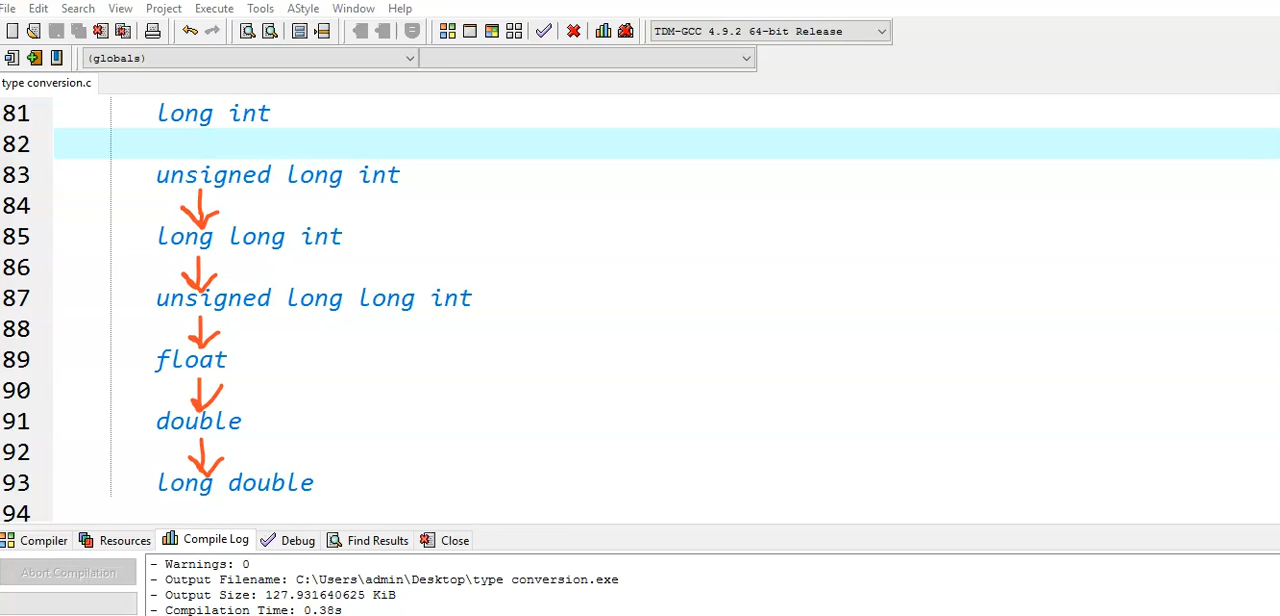 File Edit Search View Project Execute Tools AStyle Window Help
TDM-GCC 4.9.2 64-bit Release
(globals)
type conversion.c
81 long int
82
83 unsigned long int
84
85 long long int
86
87 unsigned long long int
88
89 float
90
91 double
92
93 long double
94
Compiler Resources Compile Log Debug Find Results Close
Abort Compilation
- Warnings: 0
- Output Filename: C:\Users\admin\Desktop\type conversion.exe
- Output Size: 127.931640625 KiB
- Compilation Time: 0.38s